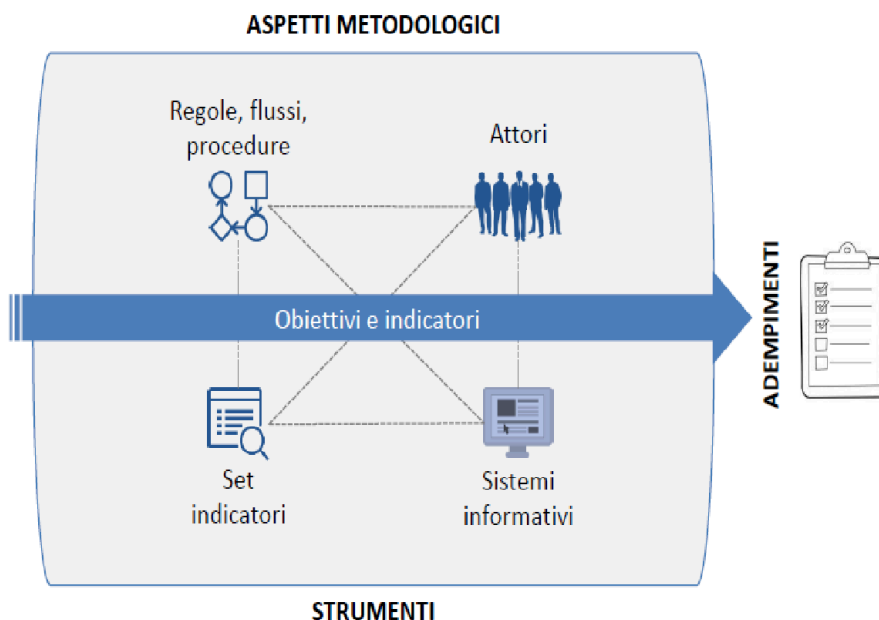 ASPETTI METODOLOGICI
Regole, flussi,
procedure
Attori
Obiettivi e indicatori
ADEMPIMENTI
Set
indicatori
Sistemi
informativi
STRUMENTI